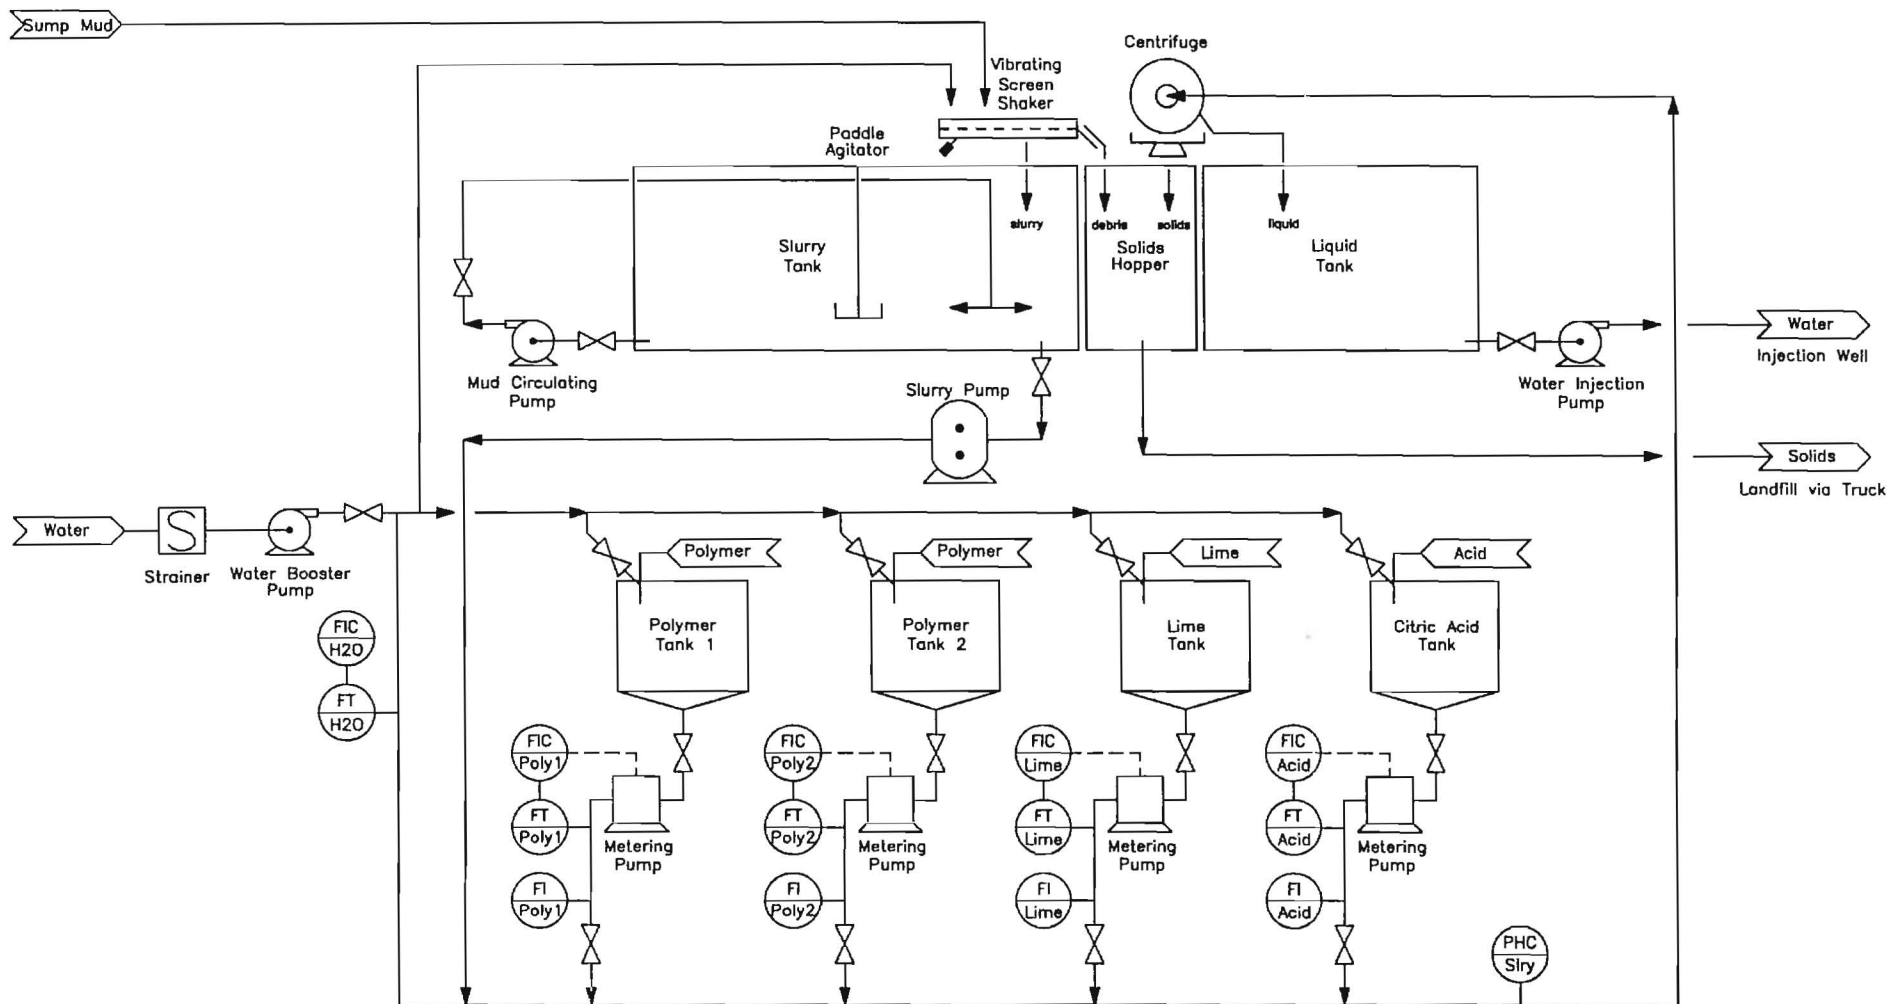 Sump Mud
Centrifuge
Vibrating
Screen
Shaker
Paddle
Agitator
slurry
debris
solids
liquid
Slurry
Tank
Solids
Hopper
Liquid
Tank
Water
Injection Well
Mud Circulating
Pump
Slurry Pump
Water Injection
Pump
Solids
Landfill via Truck
Water
Strainer
Water Booster
Pump
Polymer
Polymer
Lime
Acid
FIC
H2O
FT
H2O
Polymer
Tank 1
Polymer
Tank 2
Lime
Tank
Citric Acid
Tank
FIC
Poly1
FIC
Poly2
FIC
Lime
FIC
Acid
FT
Poly1
FT
Poly2
FT
Lime
FT
Acid
Metering
Pump
Metering
Pump
Metering
Pump
Metering
Pump
FI
Poly1
FI
Poly2
FI
Lime
FI
Acid
PHC
Slry